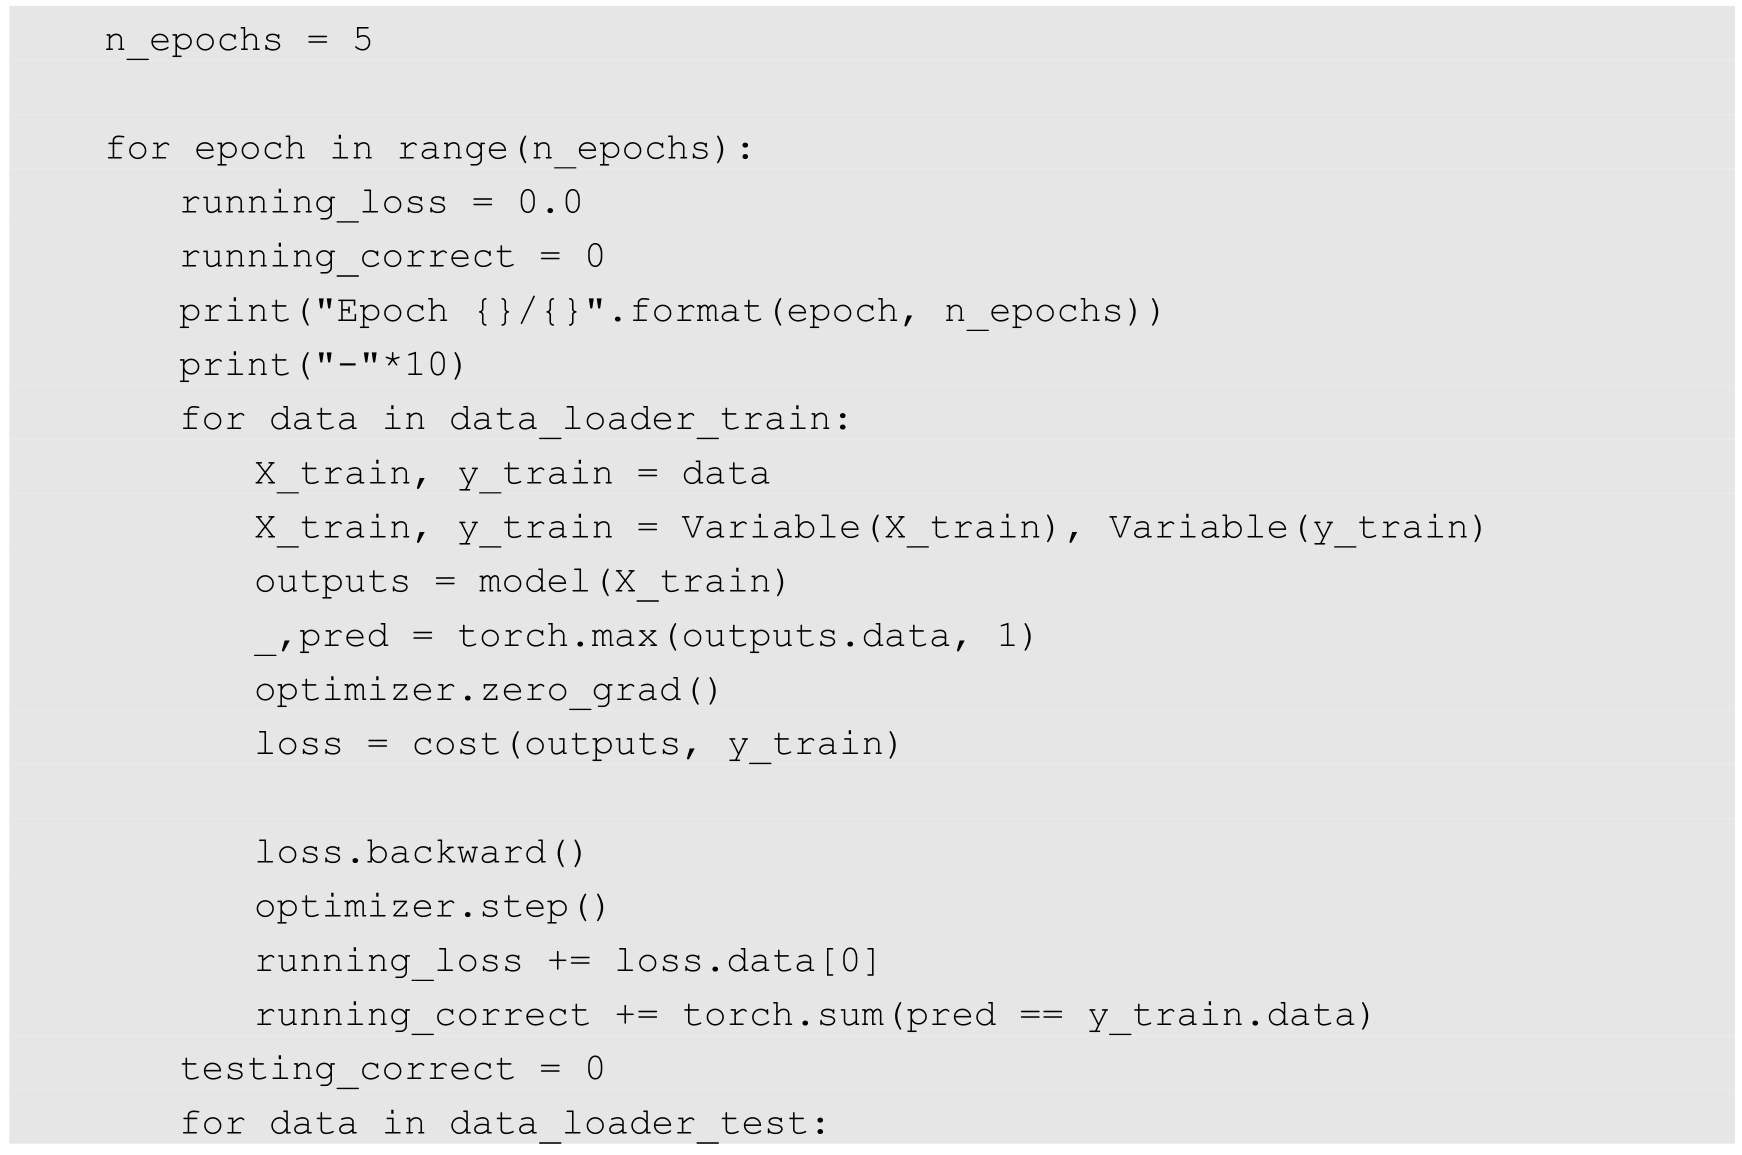 n_epochs = 5
for epoch in range(n_epochs):
running_loss = 0.0
running_correct = 0
print("Epoch {}/{}".format(epoch, n_epochs))
print("-"*10)
for data in data_loader_train:
X_train, y_train = data
X_train, y_train = Variable(X_train), Variable(y_train)
outputs = model(X_train)
_,pred = torch.max(outputs.data, 1)
optimizer.zero_grad()
loss = cost(outputs, y_train)
loss.backward()
optimizer.step()
running_loss += loss.data[0]
running_correct += torch.sum(pred == y_train.data)
testing_correct = 0
for data in data_loader_test: